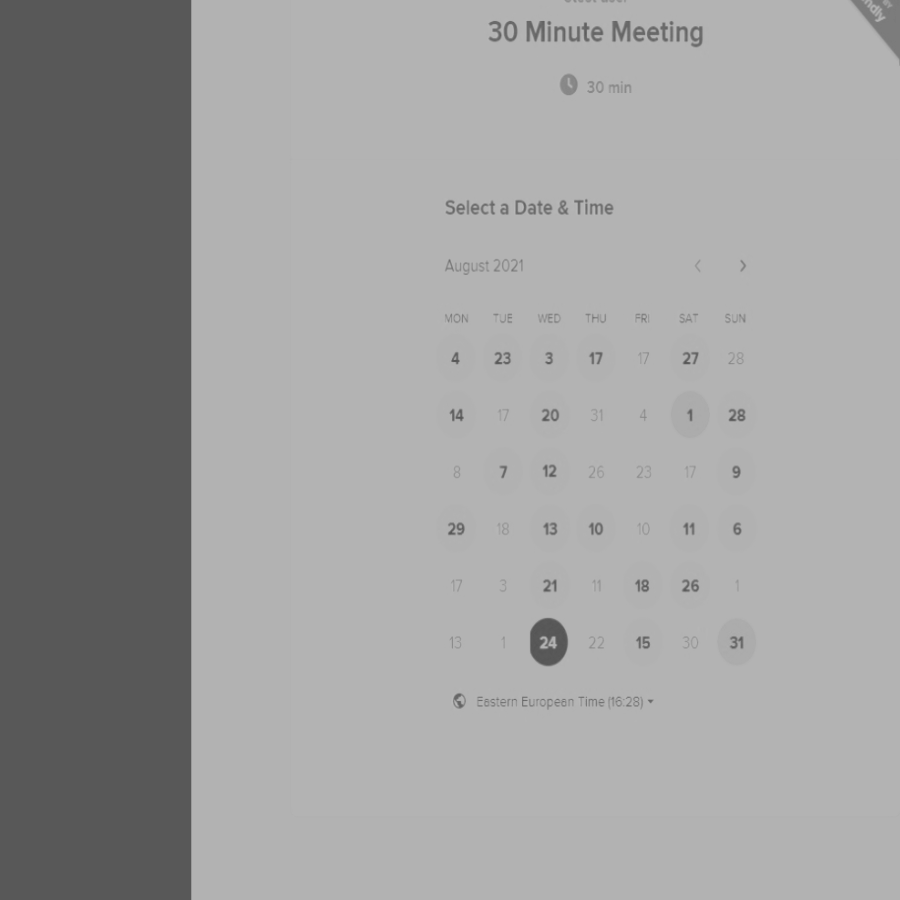 30 Minute Meeting
30 min
Select a Date & Time
August 2021
MON TUE WED THU FRI SAT SUN
4 23 3 17 17 27 28
14 17 20 31 4 1 28
8 7 12 26 23 17 9
29 18 13 10 10 11 6
17 3 21 11 18 26 1
13 1 24 22 15 30 31
Eastern European Time (16:28)